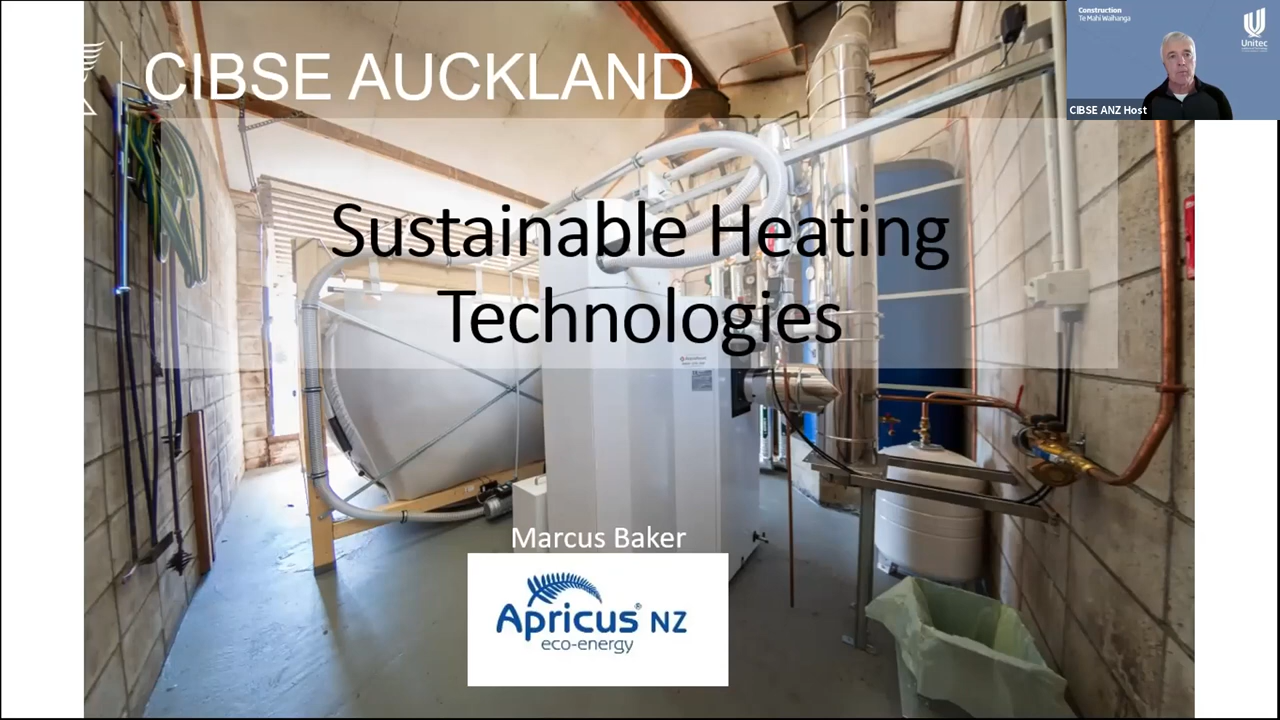 CIBSE AUCKLAND
Sustainable Heating
Technologies
Marcus Baker
Apricus® NZ
eco-energy
Construction
Te Mahi Waihanga
Unitec
CIBSE ANZ Host